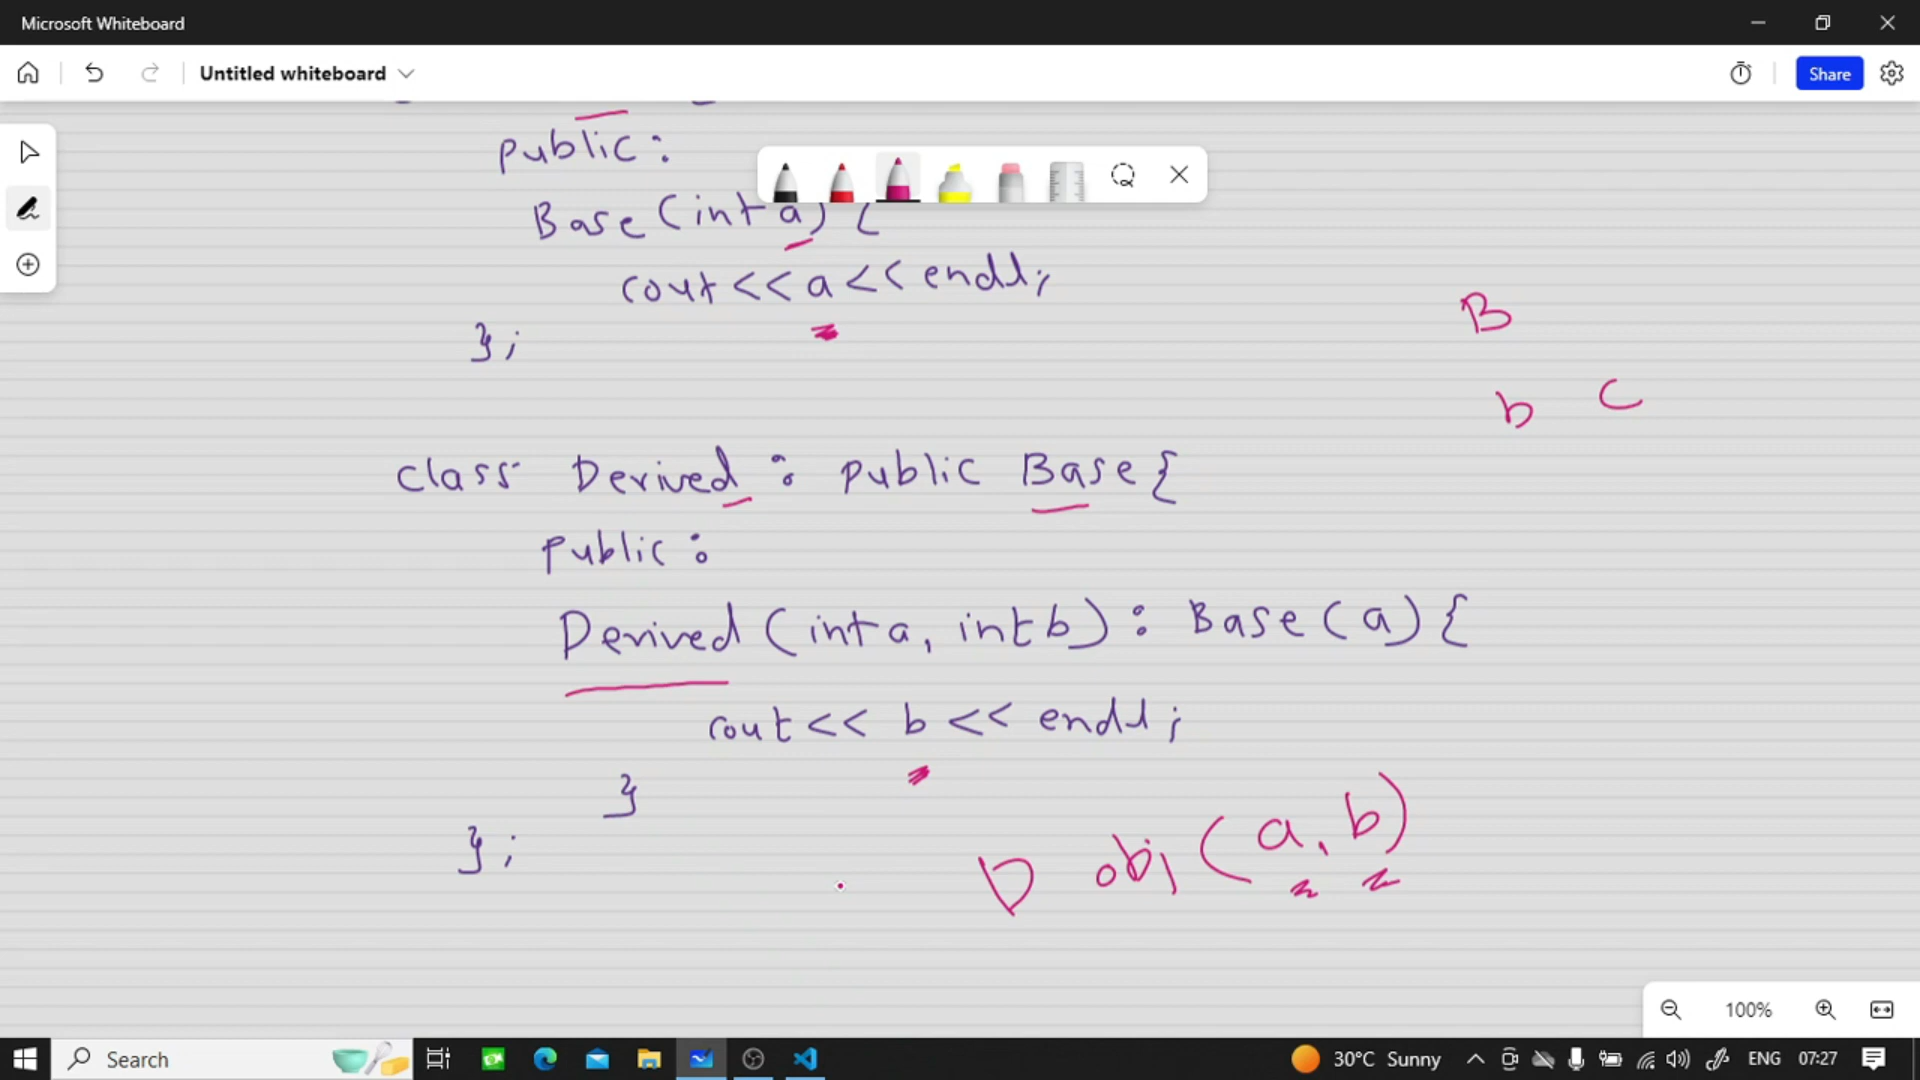 Microsoft Whiteboard
Untitled whiteboard
Share
public :
Base (int a) {
cout << a << endl ;
} ;
B
b C
class Derived : public Base {
public :
Derived (int a, int b) : Base (a) {
cout << b << endl ;
}
} ;
D obj ( a, b )
100%
Search
30°C Sunny
ENG
07:27